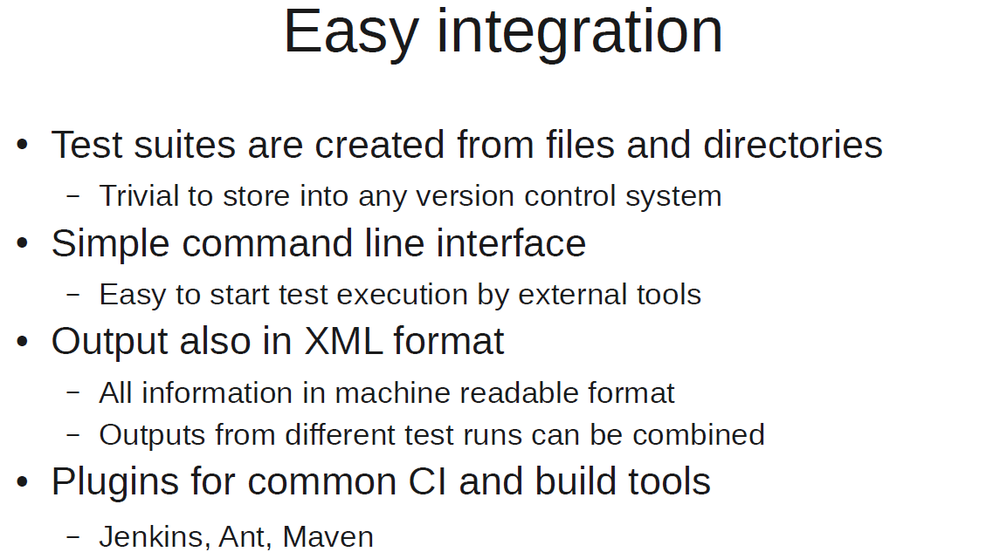 Easy integration
• Test suites are created from files and directories
– Trivial to store into any version control system
• Simple command line interface
– Easy to start test execution by external tools
• Output also in XML format
– All information in machine readable format
– Outputs from different test runs can be combined
• Plugins for common CI and build tools
– Jenkins, Ant, Maven